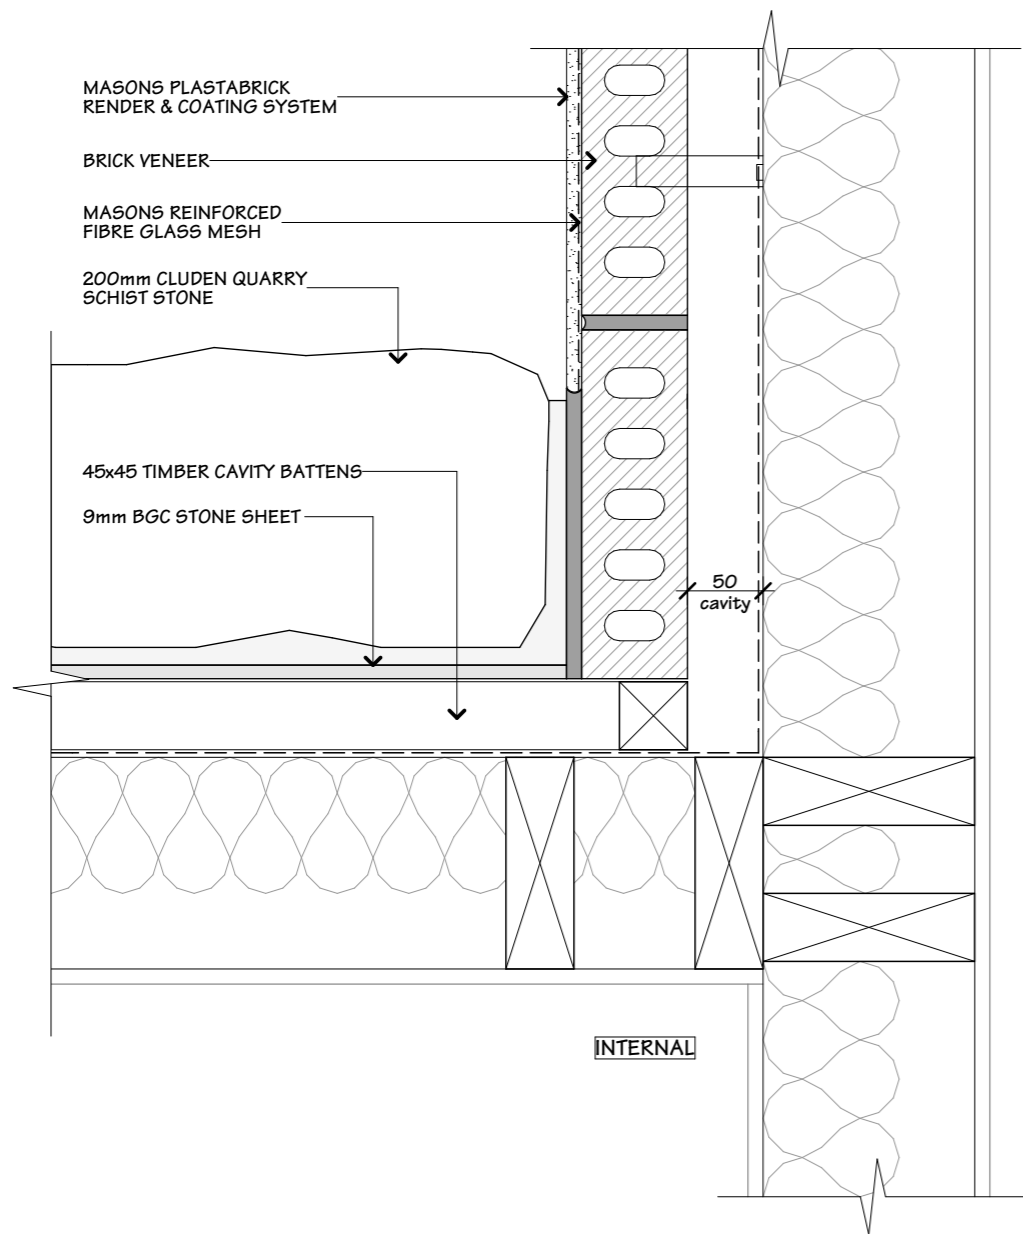 MASONS PLASTABRICK
RENDER & COATING SYSTEM
BRICK VENEER
MASONS REINFORCED
FIBRE GLASS MESH
200mm CLUDEN QUARRY
SCHIST STONE
45x45 TIMBER CAVITY BATTENS
9mm BGC STONE SHEET
50
cavity
INTERNAL